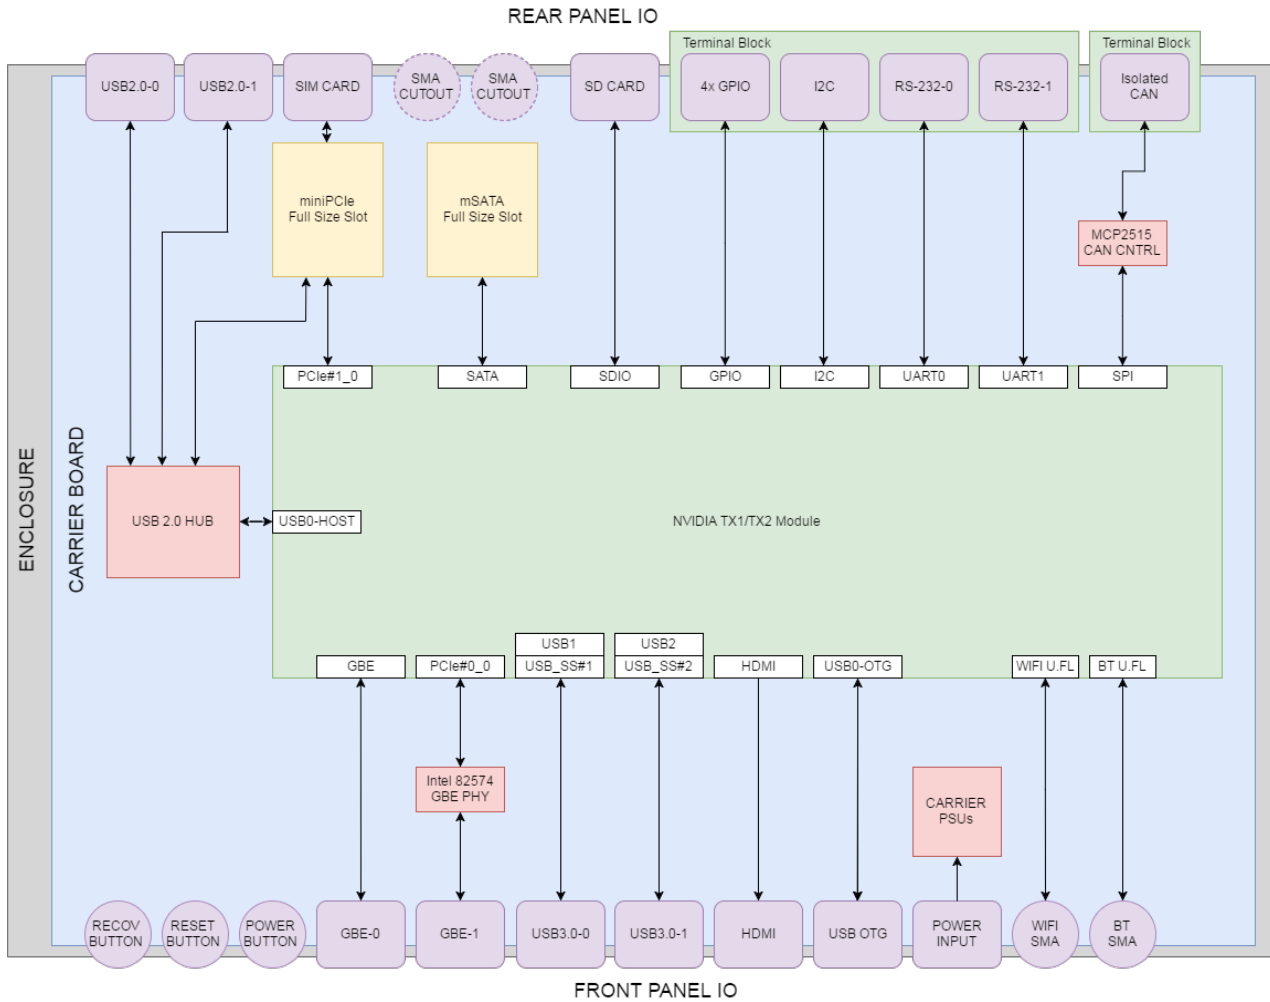 REAR PANEL IO
Terminal Block
Terminal Block
USB2.0-0
USB2.0-1
SIM CARD
SMA
CUTOUT
SMA
CUTOUT
SD CARD
4x GPIO
I2C
RS-232-0
RS-232-1
Isolated
CAN
miniPCIe
Full Size Slot
mSATA
Full Size Slot
MCP2515
CAN CNTRL
PCIe#1_0
SATA
SDIO
GPIO
I2C
UART0
UART1
SPI
ENCLOSURE
CARRIER BOARD
USB 2.0 HUB
USB0-HOST
NVIDIA TX1/TX2 Module
USB1
USB2
GBE
PCIe#0_0
USB_SS#1
USB_SS#2
HDMI
USB0-OTG
WIFI U.FL
BT U.FL
Intel 82574
GBE PHY
CARRIER
PSUs
RECOV
BUTTON
RESET
BUTTON
POWER
BUTTON
GBE-0
GBE-1
USB3.0-0
USB3.0-1
HDMI
USB OTG
POWER
INPUT
WIFI
SMA
BT
SMA
FRONT PANEL IO